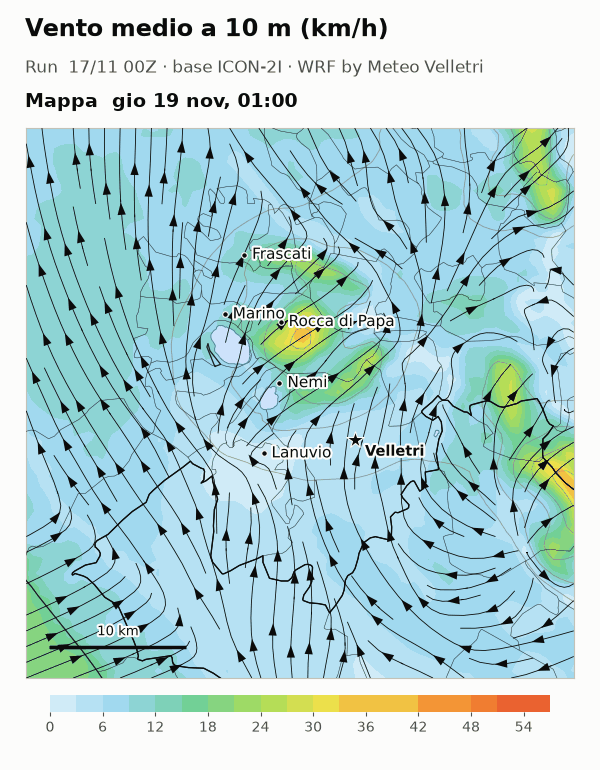 Vento medio a 10 m (km/h)
Run 17/11 00Z · base ICON-2I · WRF by Meteo Velletri
Mappa gio 19 nov, 01:00
Frascati
Marino
Rocca di Papa
Nemi
Velletri
Lanuvio
10 km
0 6 12 18 24 30 36 42 48 54